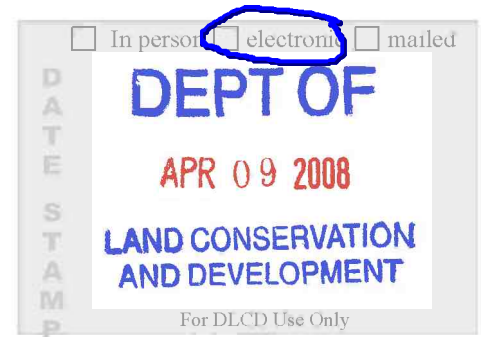 ☐ In person ☐ electronic ☐ mailed
DATE STAMP
DEPT OF
APR 09 2008
LAND CONSERVATION
AND DEVELOPMENT
For DLCD Use Only